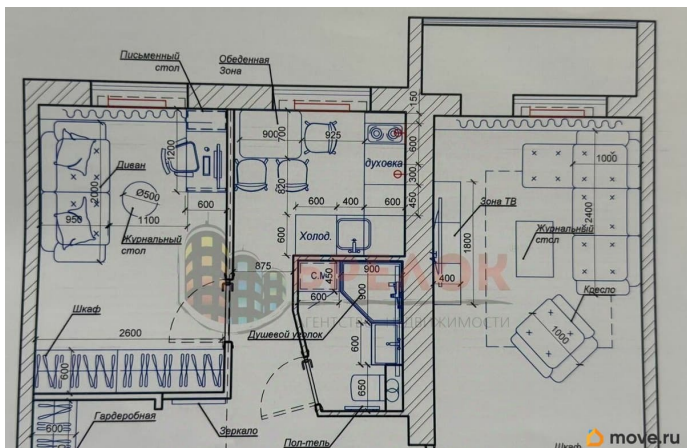 Письменный
стол
Обеденная
Зона
150
900
700
925
600
духовка
Диван
1200
2000
Ø500
950
1100
600
820
300
450
Журнальный
стол
600
400
600
Холод.
600
875
С.М
450
900
600
900
Зона ТВ
1800
400
1000
2400
Журнальный
стол
Кресло
1000
ЕРЕЛОК
АГЕНТСТВО НЕДВИЖИМОСТИ
Душевой уголок
600
650
Шкаф
2600
600
Гардеробная
600
Зеркало
Пол-тель
Шкаф
move.ru